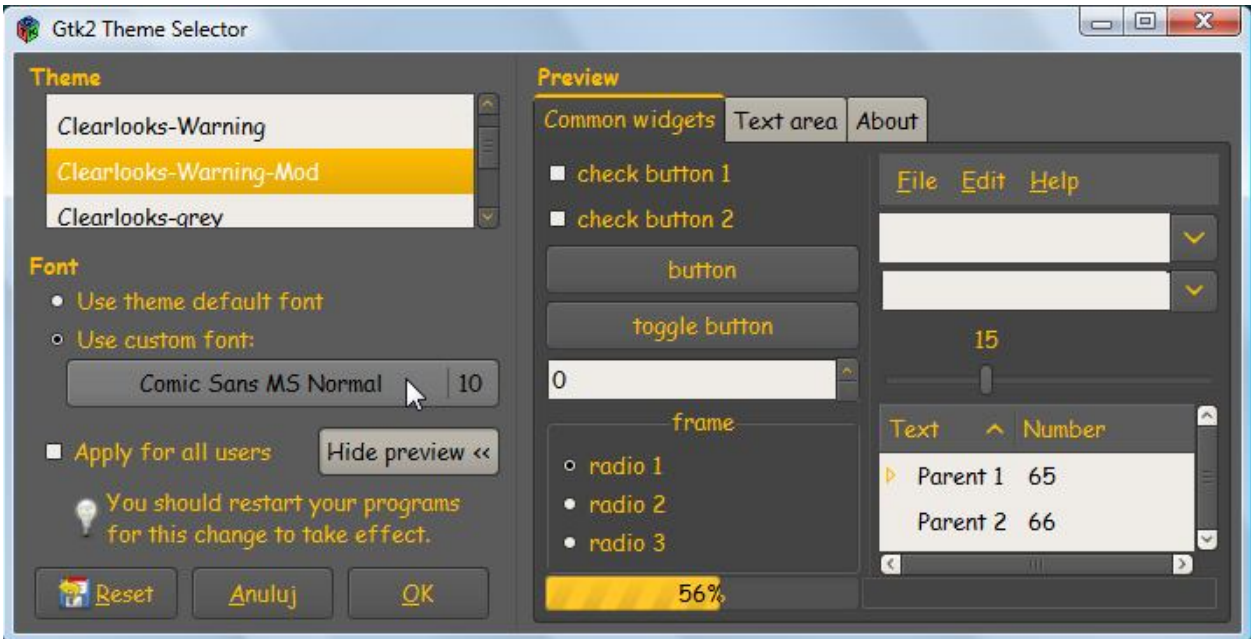 Gtk2 Theme Selector
Theme
Clearlooks-Warning
Clearlooks-Warning-Mod
Clearlooks-grey
Font
Use theme default font
Use custom font:
Comic Sans MS Normal 10
Apply for all users
Hide preview <<
You should restart your programs
for this change to take effect.
Reset
Anuluj
OK
Preview
Common widgets
Text area
About
check button 1
check button 2
button
toggle button
0
frame
radio 1
radio 2
radio 3
56%
File Edit Help
15
Text Number
Parent 1 65
Parent 2 66